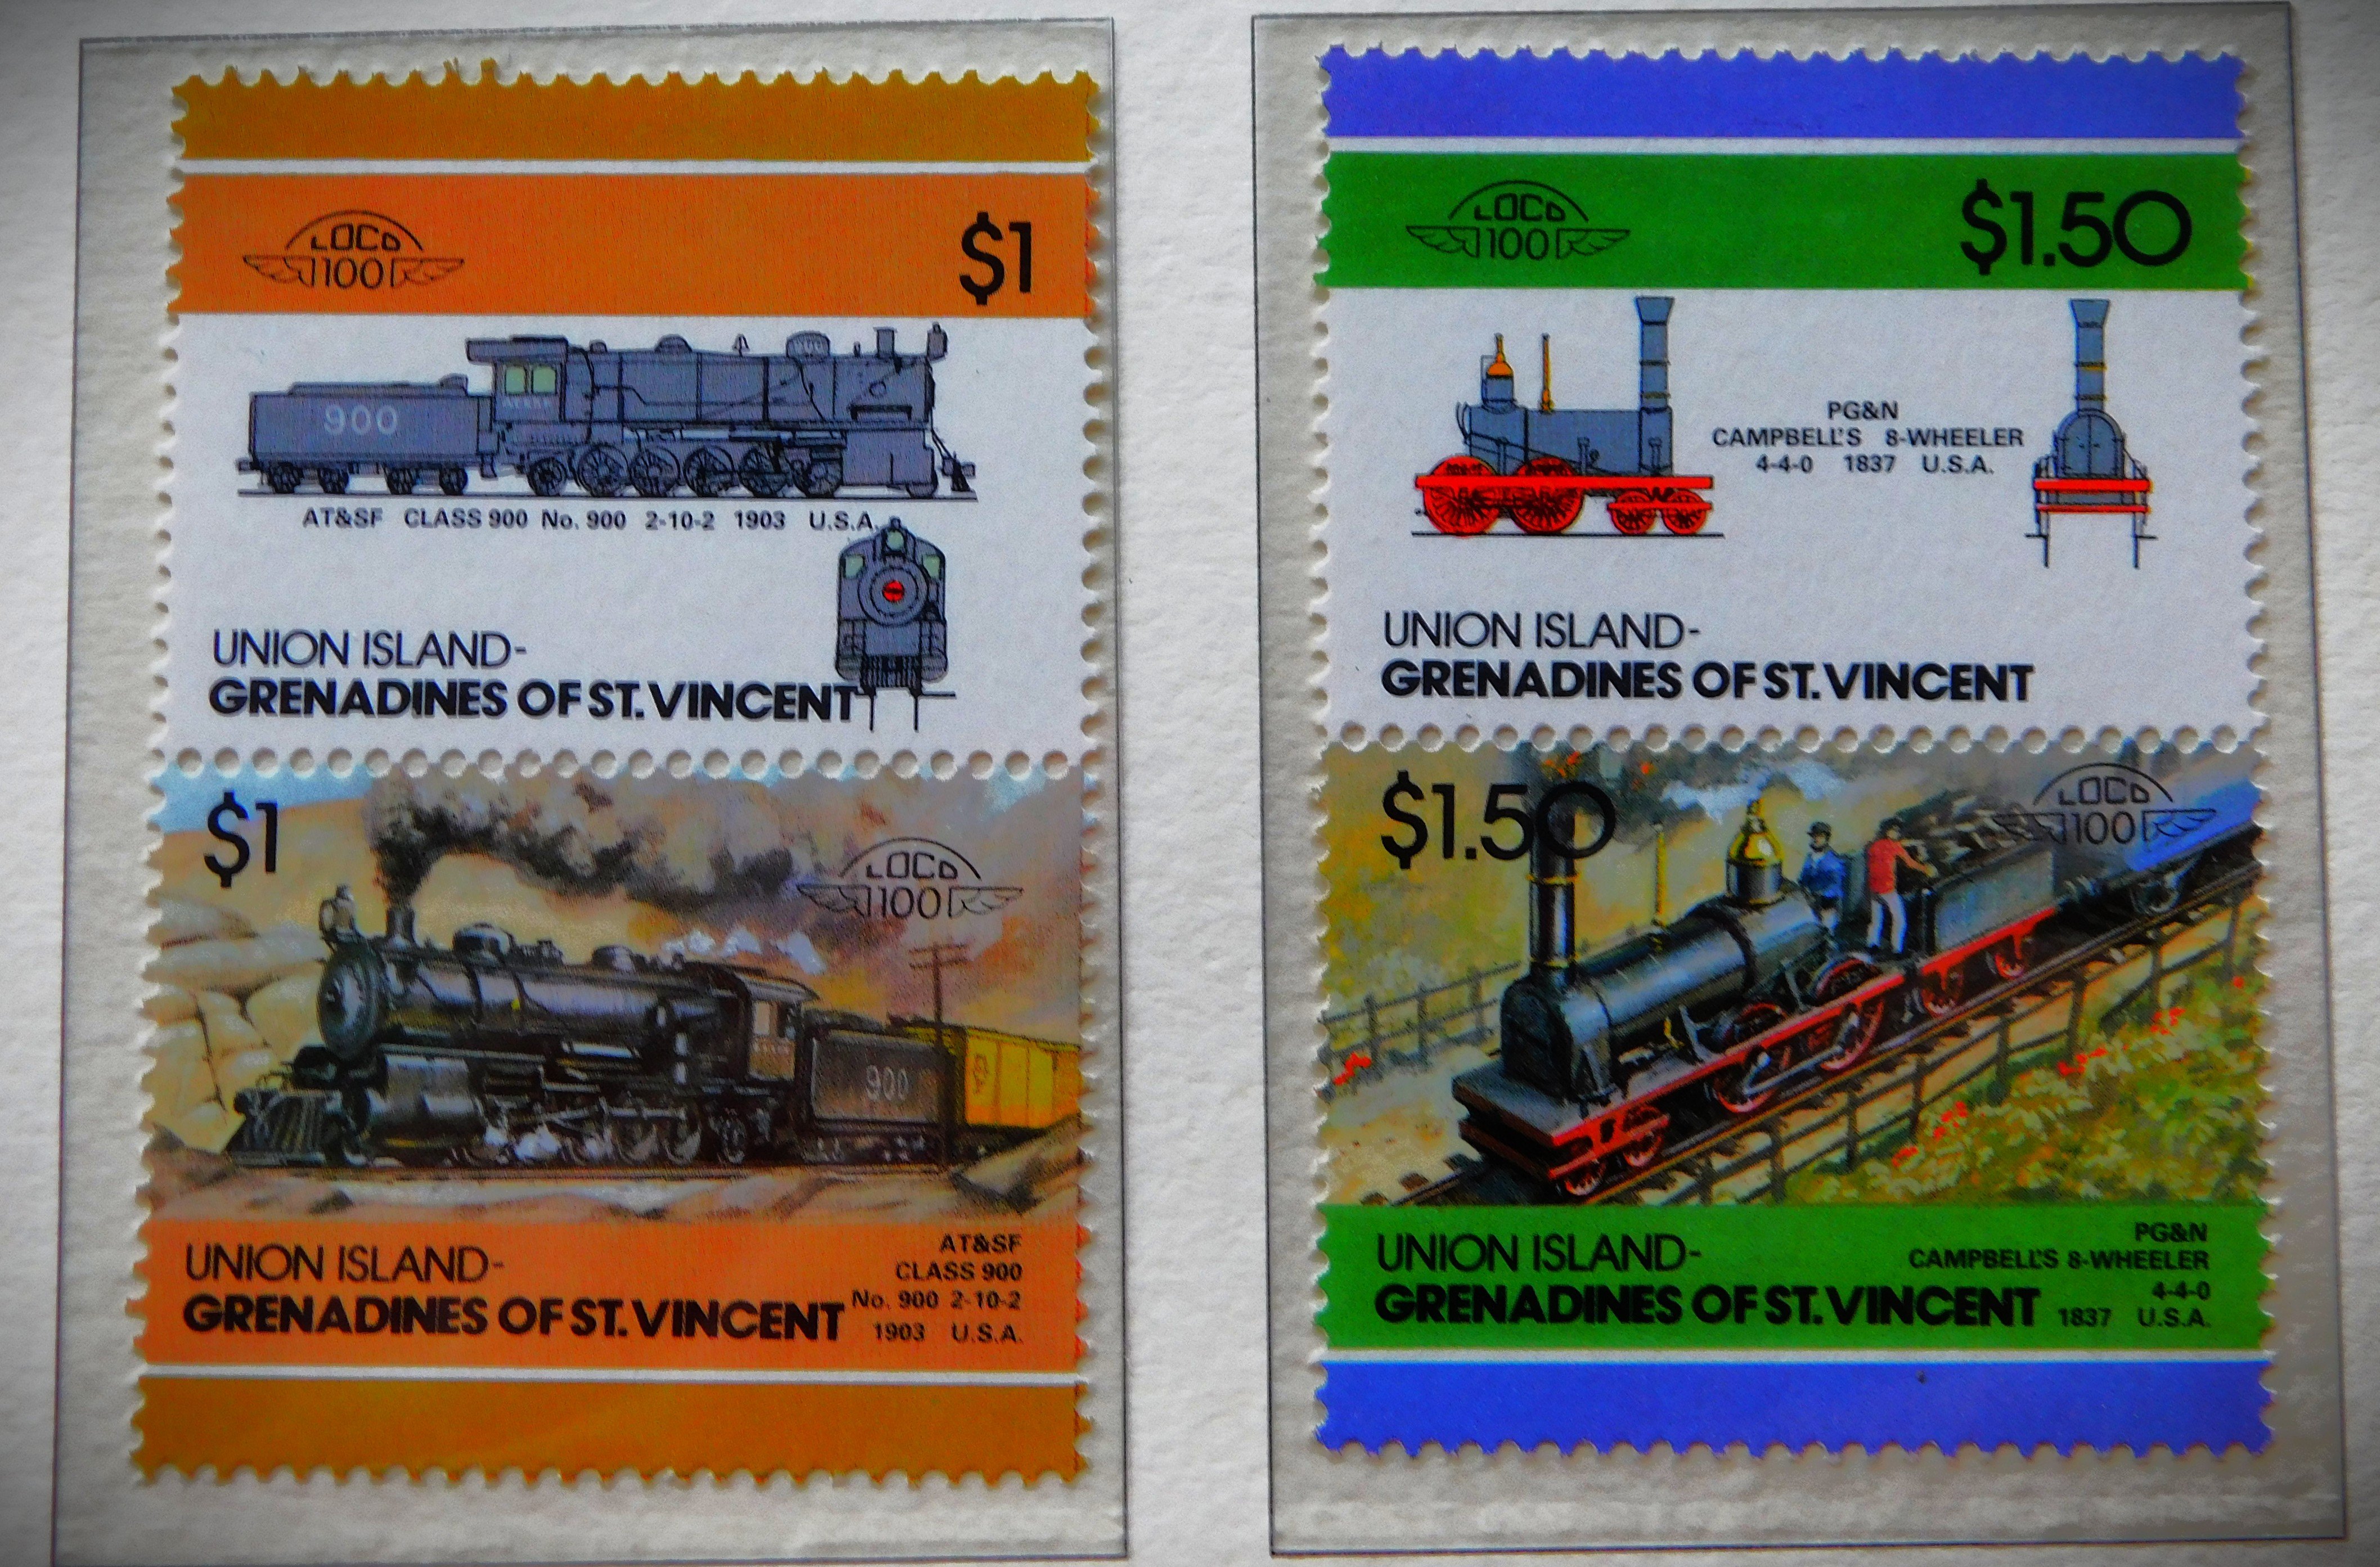 LOCO
100
$1
900
AT&SF CLASS 900 No. 900 2-10-2 1903 U.S.A.
UNION ISLAND-
GRENADINES OF ST. VINCENT
$1
LOCO
100
900
UNION ISLAND-
GRENADINES OF ST. VINCENT
AT&SF
CLASS 900
No. 900 2-10-2
1903 U.S.A.
LOCO
100
$1.50
PG&N
CAMPBELL'S 8-WHEELER
4-4-0 1837 U.S.A.
UNION ISLAND-
GRENADINES OF ST. VINCENT
$1.50
LOCO
100
UNION ISLAND-
GRENADINES OF ST. VINCENT
PG&N
CAMPBELL'S 8-WHEELER
4-4-0
1837 U.S.A.